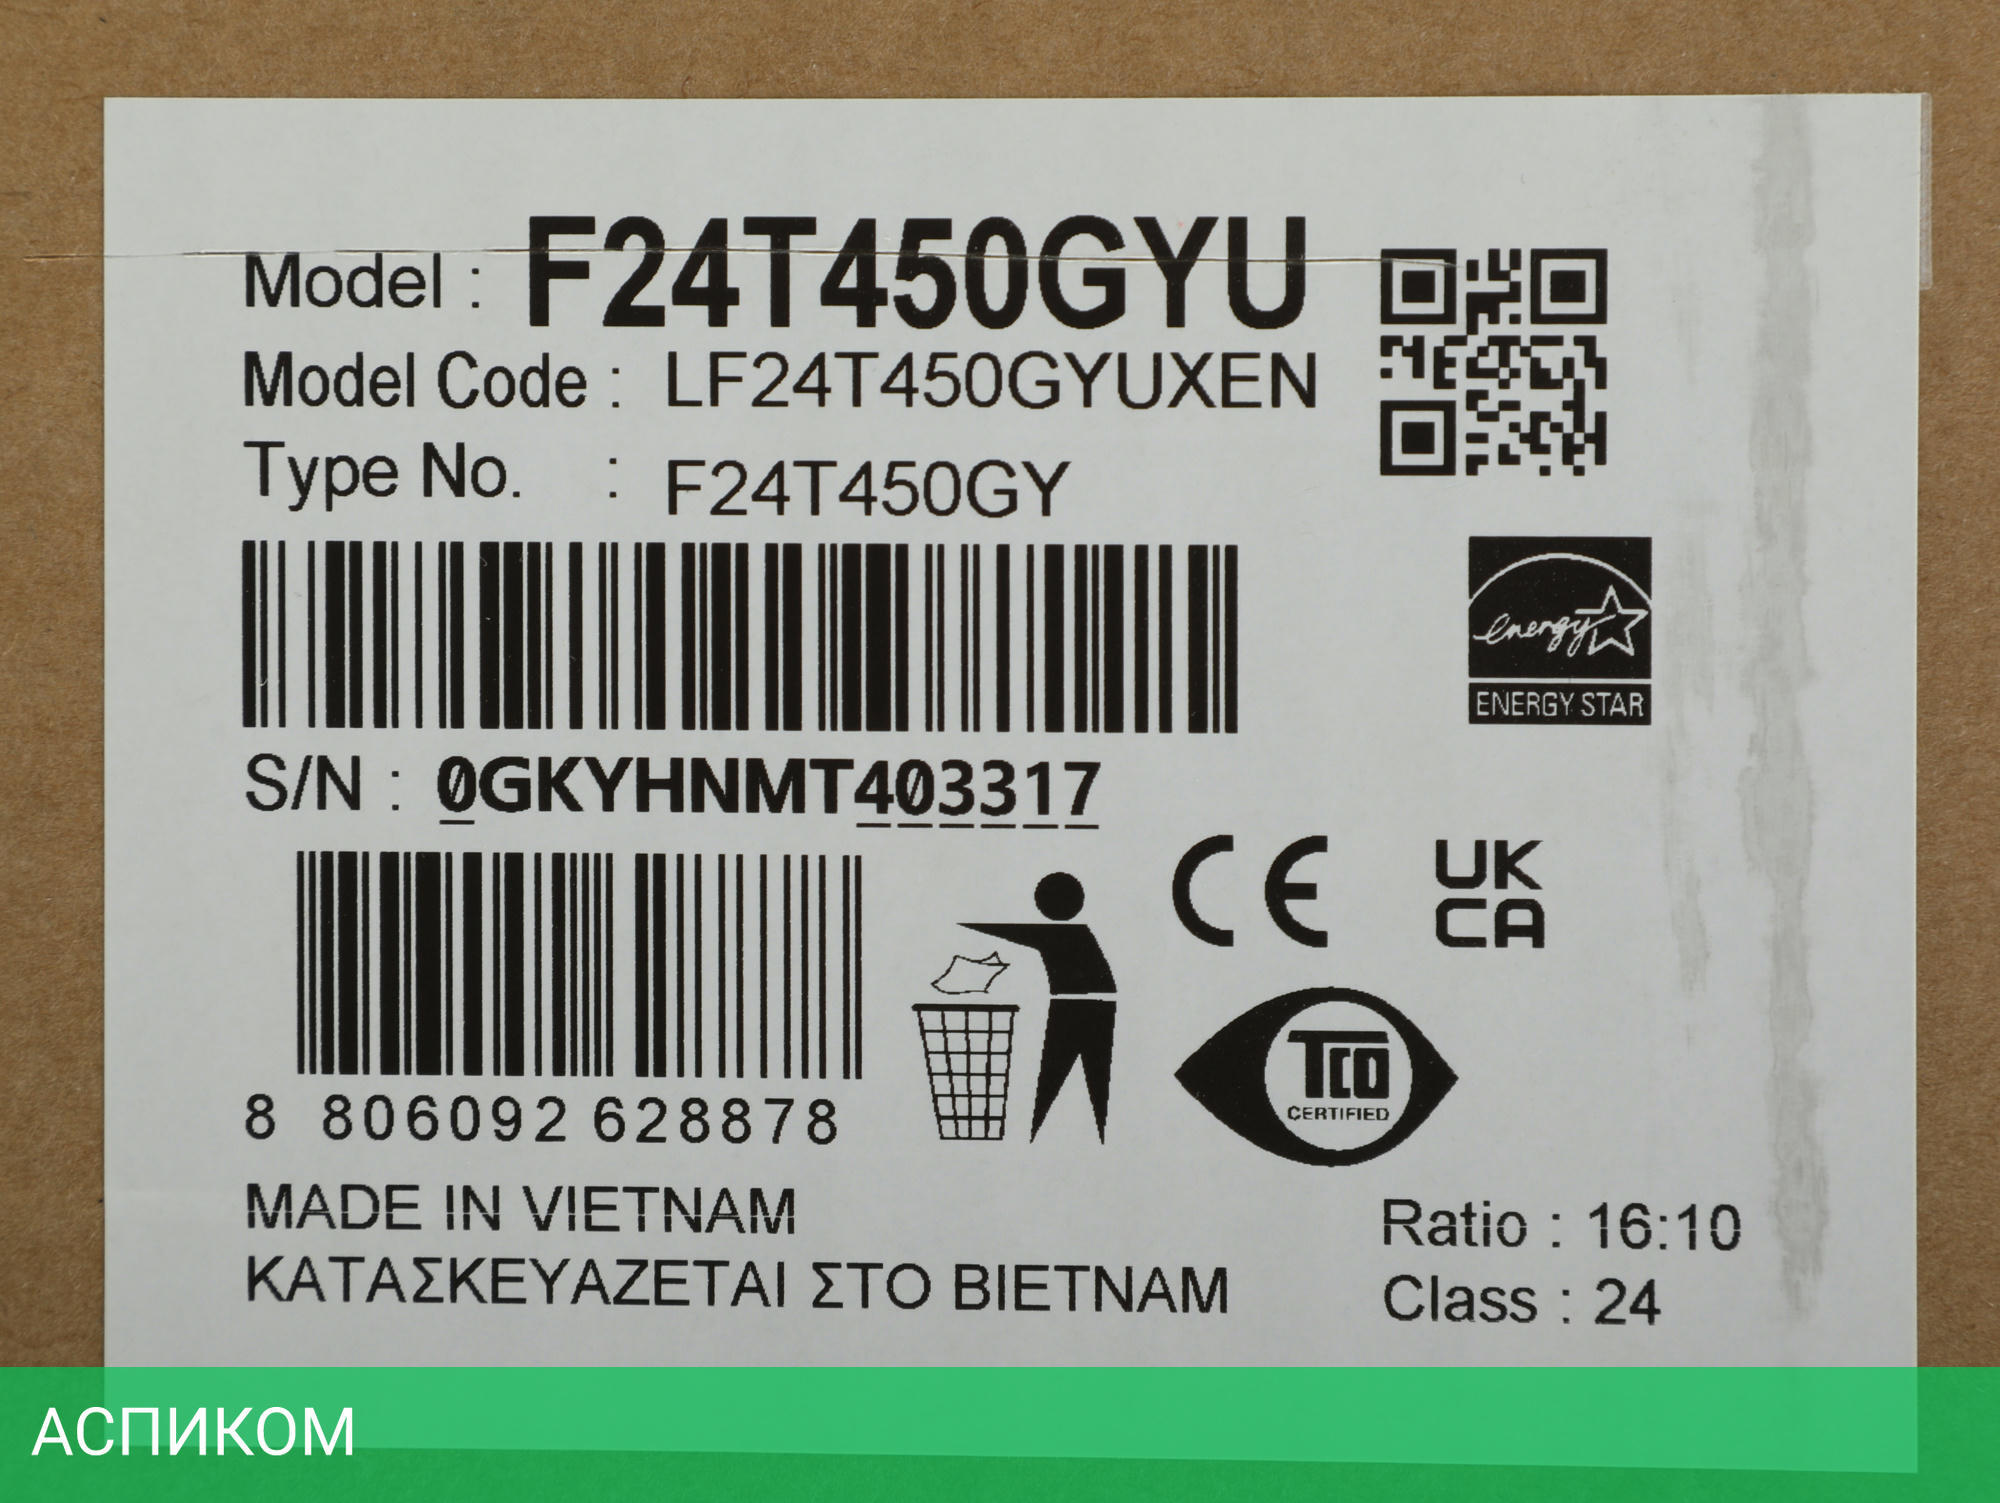 Model : F24T450GYU
Model Code : LF24T450GYUXEN
Type No. : F24T450GY
energy
ENERGY STAR
S/N : 0GKYHNMT403317
CE
UK
CA
TCO
CERTIFIED
8 806092 628878
MADE IN VIETNAM
ΚΑΤΑΣΚΕΥΑΖΕΤΑΙ ΣΤΟ ΒΙΕΤΝΑΜ
Ratio : 16:10
Class : 24
АСПИКОМ